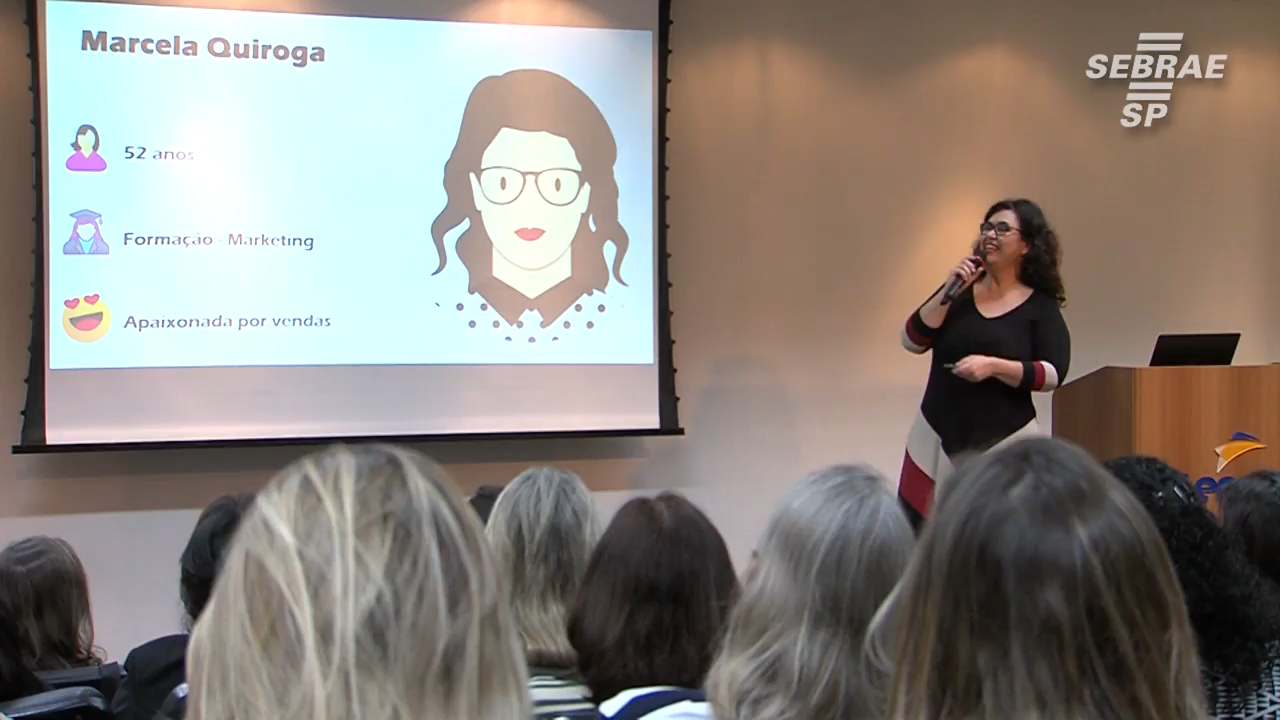 Marcela Quiroga
52 anos
Formação - Marketing
Apaixonada por vendas
SEBRAE
SP